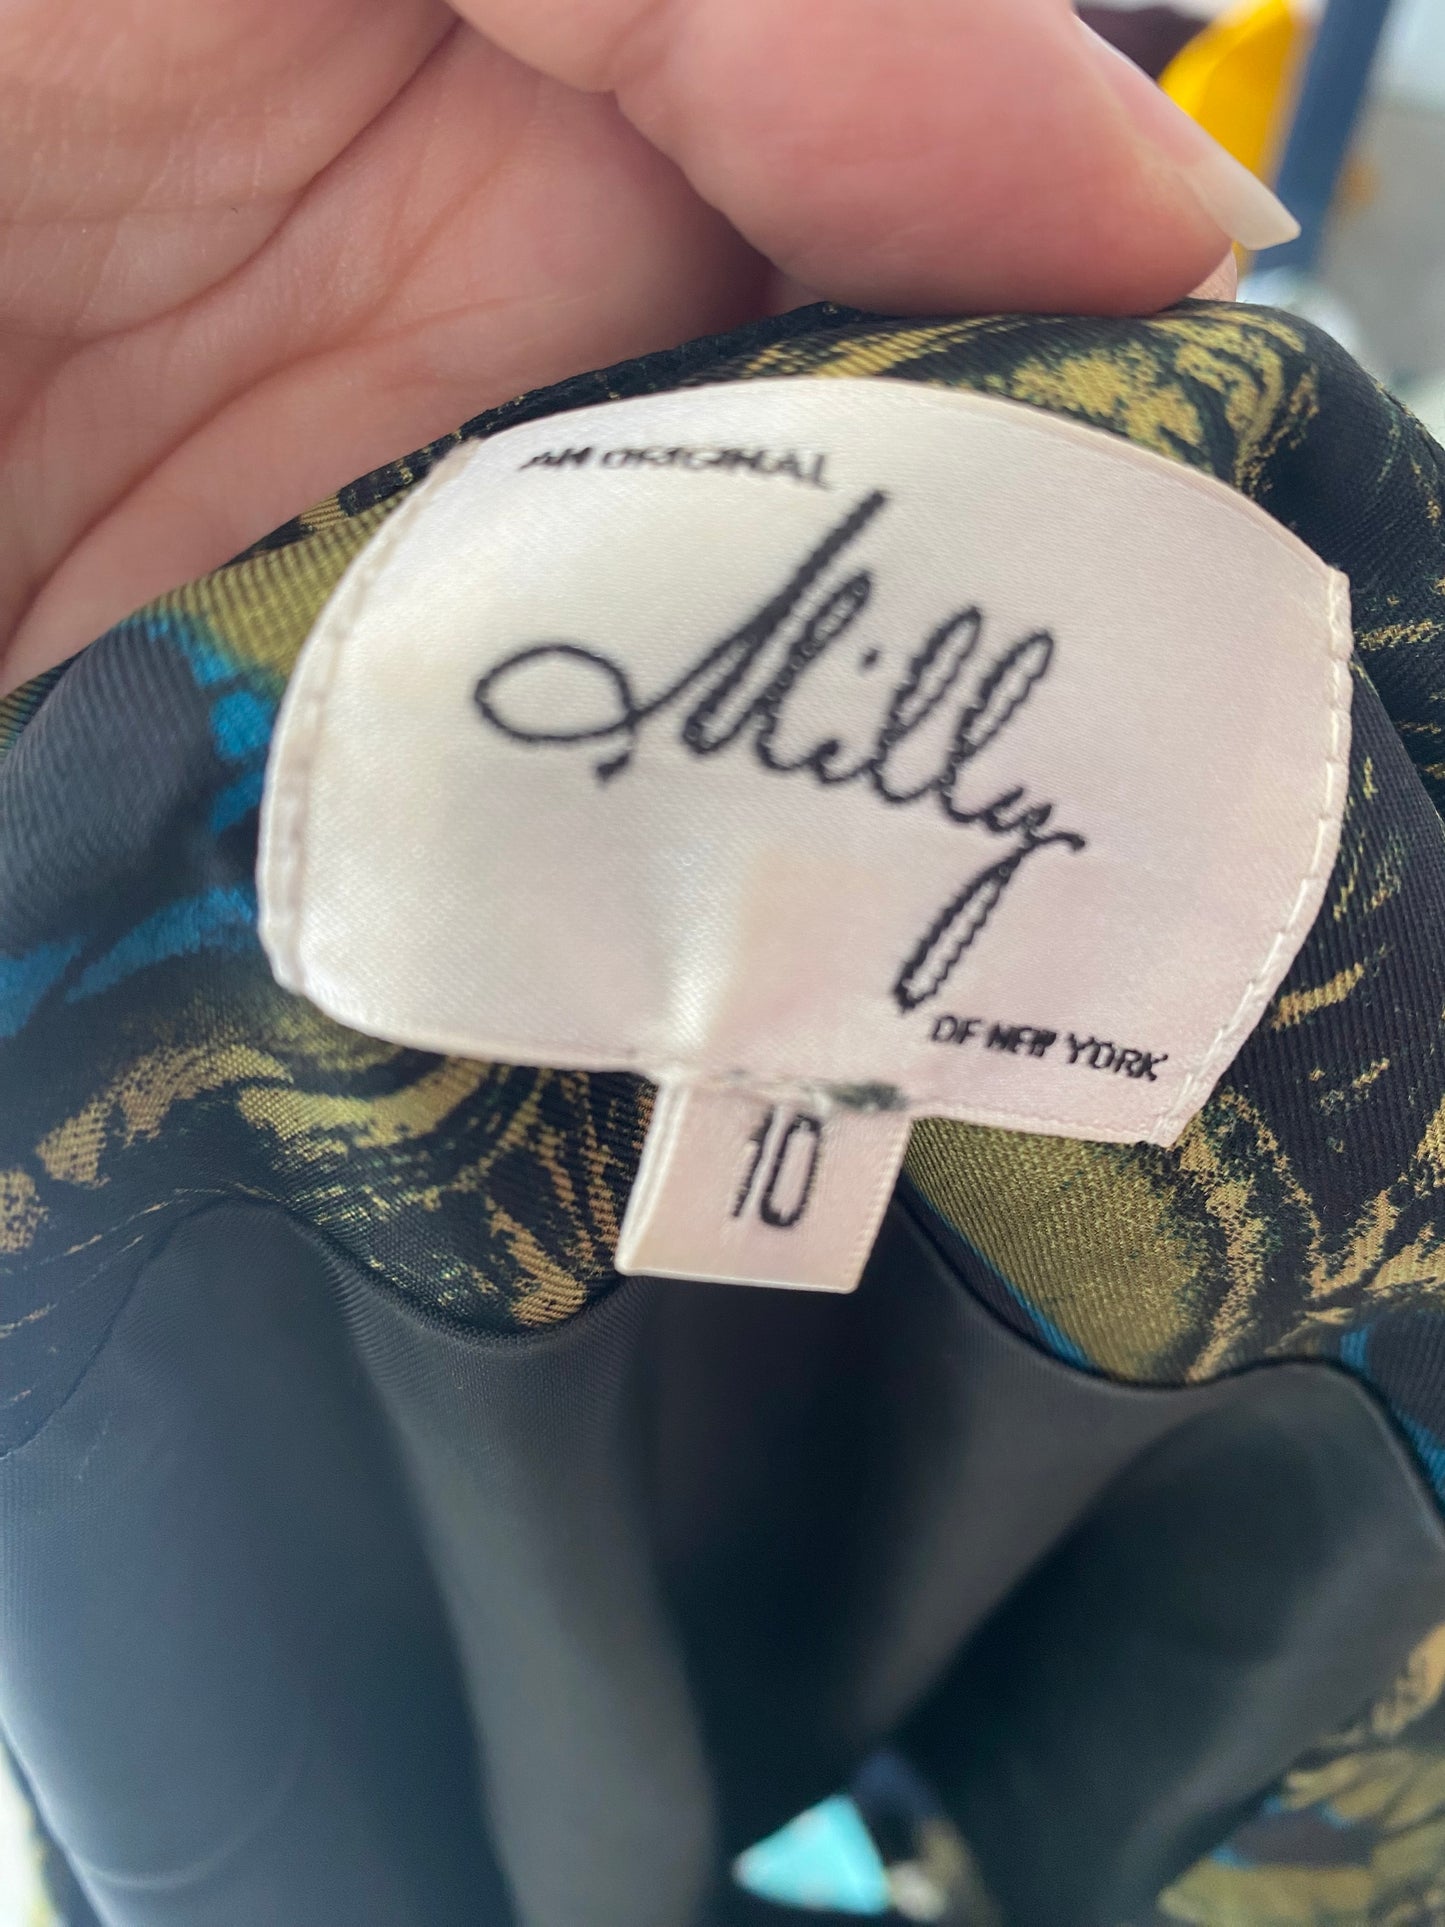 AN ORIGINAL
Milly
OF NEW YORK
10